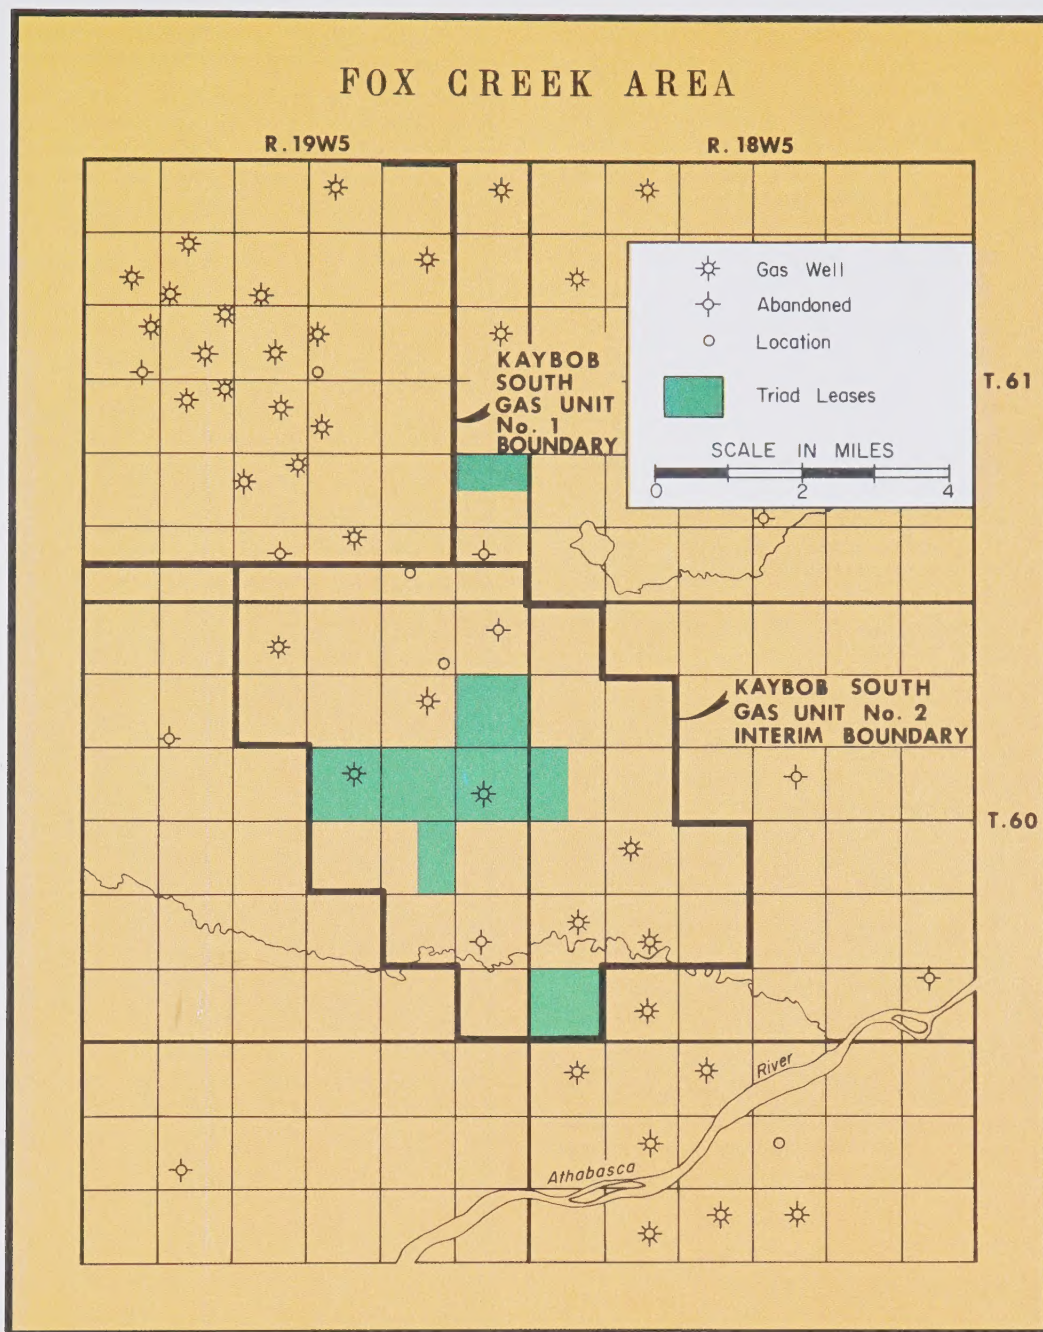 FOX CREEK AREA
R. 19W5
R. 18W5
Gas Well
Abandoned
Location
Triad Leases
SCALE IN MILES
0 2 4
T. 61
KAYBOB
SOUTH
GAS UNIT
No. 1
BOUNDARY
KAYBOB SOUTH
GAS UNIT No. 2
INTERIM BOUNDARY
T. 60
River
Athabasca